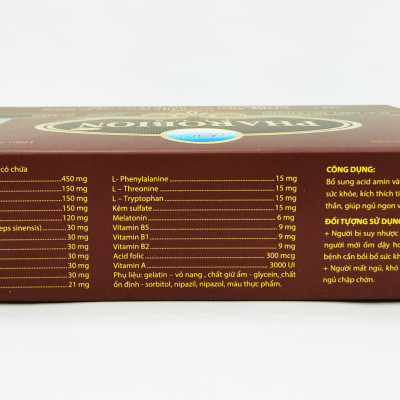 PHAROBION
có chứa
450 mg
150 mg
150 mg
150 mg
120 mg
eps sinensis) 30 mg
30 mg
30 mg
30 mg
30 mg
21 mg
L- Phenylalanine 15 mg
L – Threonine 15 mg
L – Tryptophan 15 mg
Kẽm sulfate 15 mg
Melatonin 6 mg
Vitamin B5 9 mg
Vitamin B1 9 mg
Vitamin B2 9 mg
Acid folic 300 mcg
Vitamin A 3000 UI
Phụ liệu: gelatin – vỏ nang , chất giữ ẩm - glycein, chất
ổn định - sorbitol, nipazil, nipazol, màu thực phẩm.
CÔNG DỤNG:
Bổ sung acid amin và
sức khỏe, kích thích ti
thần, giúp ngủ ngon v
ĐỐI TƯỢNG SỬ DỤN
+ Người bị suy nhược
người mới ốm dậy ho
bệnh cần bồi bổ sức kh
+ Người mất ngủ, khó
ngủ chập chờn.